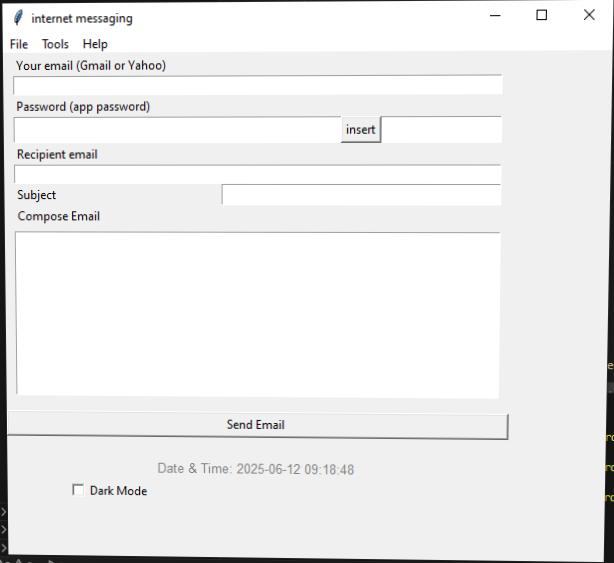 internet messaging
File Tools Help
Your email (Gmail or Yahoo)
Password (app password)
insert
Recipient email
Subject
Compose Email
Send Email
Date & Time: 2025-06-12 09:18:48
Dark Mode